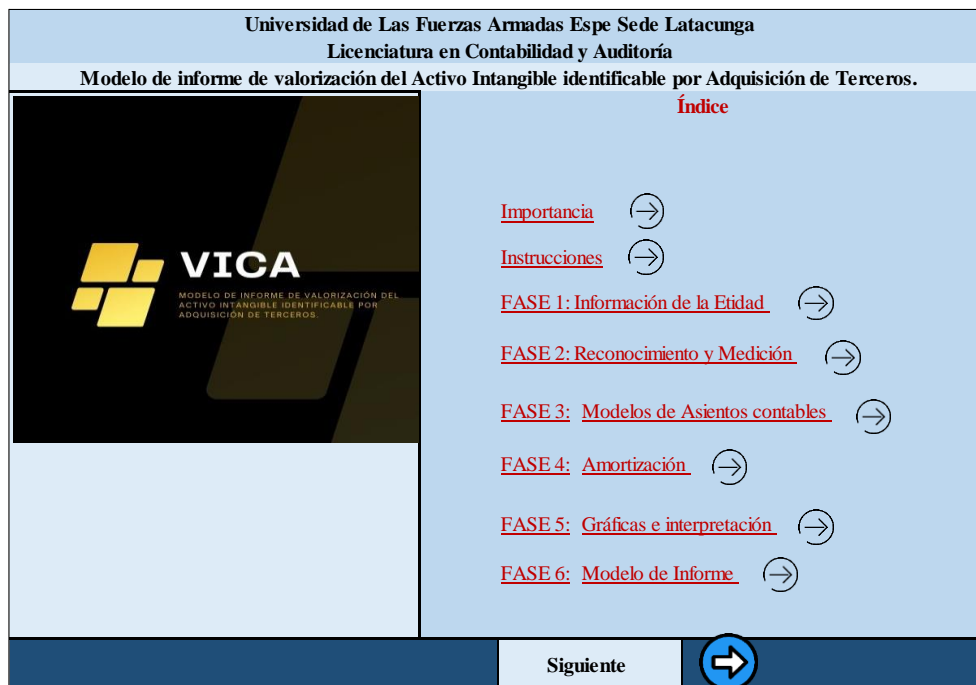 Universidad de Las Fuerzas Armadas Espe Sede Latacunga
Licenciatura en Contabilidad y Auditoría
Modelo de informe de valorización del Activo Intangible identificable por Adquisición de Terceros.
Índice
VICA
MODELO DE INFORME DE VALORIZACIÓN DEL
ACTIVO INTANGIBLE IDENTIFICABLE POR
ADQUISICIÓN DE TERCEROS.
Importancia
Instrucciones
FASE 1: Información de la Etidad
FASE 2: Reconocimiento y Medición
FASE 3: Modelos de Asientos contables
FASE 4: Amortización
FASE 5: Gráficas e interpretación
FASE 6: Modelo de Informe
Siguiente